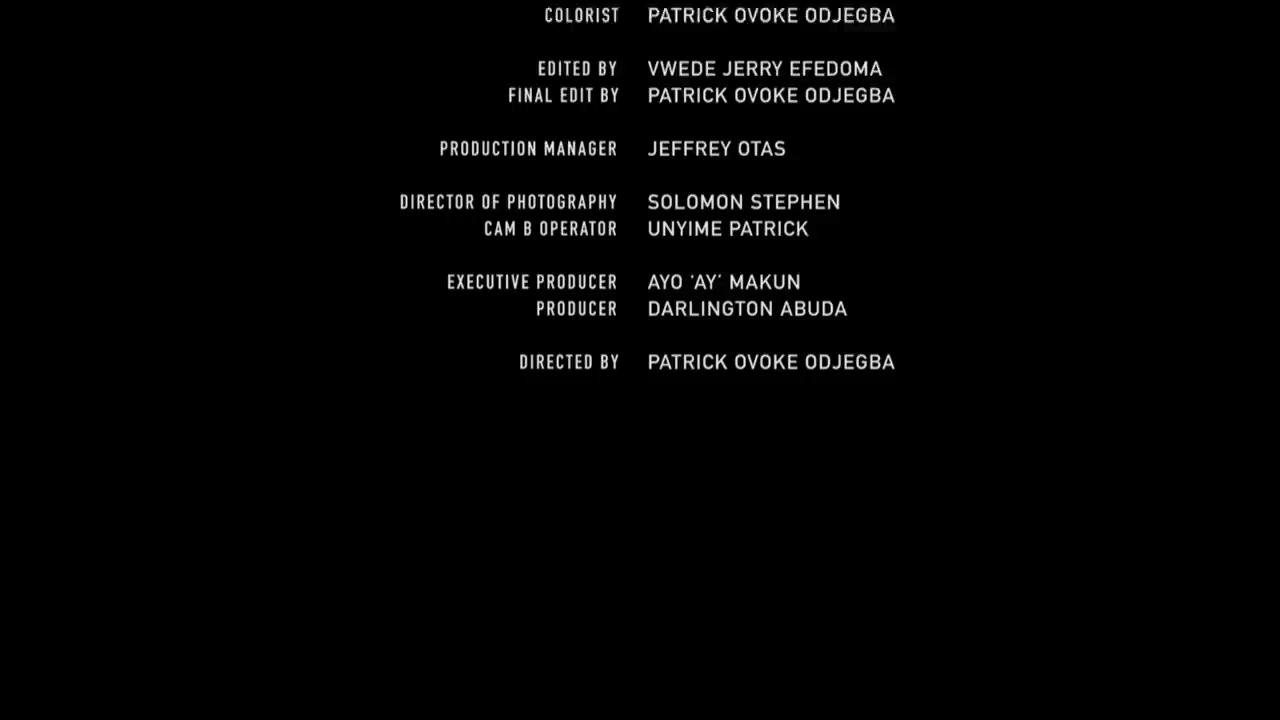 COLORIST PATRICK OVOKE ODJEGBA
EDITED BY VWEDE JERRY EFEDOMA
FINAL EDIT BY PATRICK OVOKE ODJEGBA
PRODUCTION MANAGER JEFFREY OTAS
DIRECTOR OF PHOTOGRAPHY SOLOMON STEPHEN
CAM B OPERATOR UNYIME PATRICK
EXECUTIVE PRODUCER AYO ‘AY’ MAKUN
PRODUCER DARLINGTON ABUDA
DIRECTED BY PATRICK OVOKE ODJEGBA